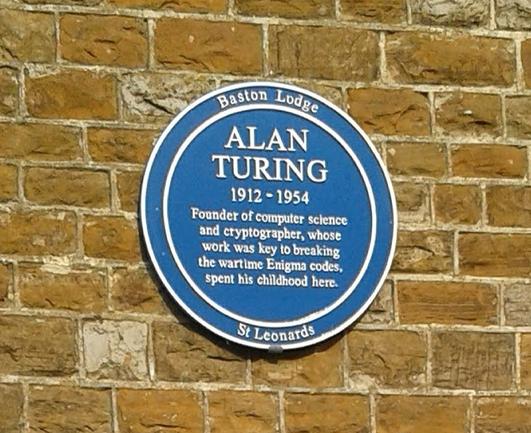 Baston Lodge
ALAN
TURING
1912 - 1954
Founder of computer science
and cryptographer, whose
work was key to breaking
the wartime Enigma codes,
spent his childhood here.
St Leonards